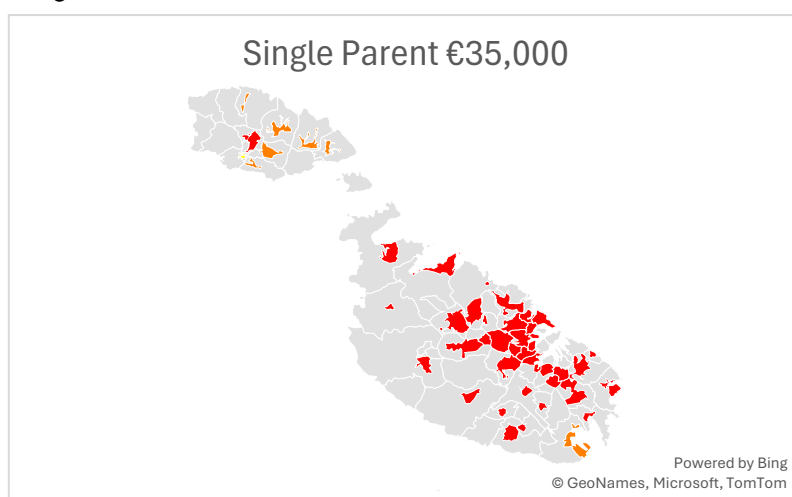 Single Parent €35,000
Powered by Bing
© GeoNames, Microsoft, TomTom